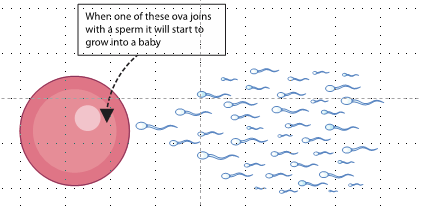 When one of these ova joins
with a sperm it will start to
grow into a baby